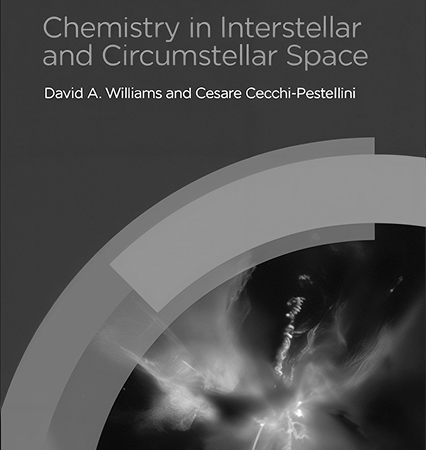 Chemistry in Interstellar
and Circumstellar Space
David A. Williams and Cesare Cecchi-Pestellini